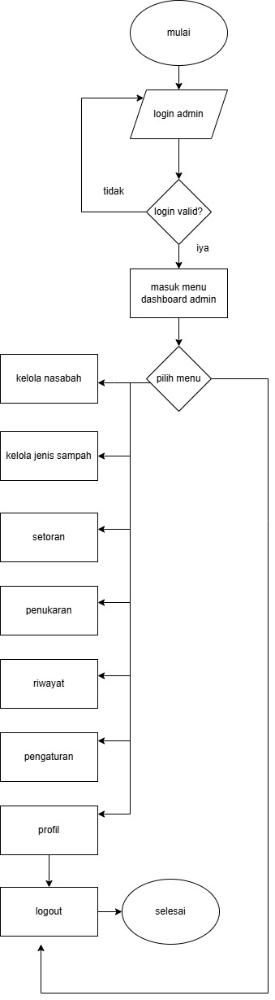 mulai
login admin
tidak
login valid?
iya
masuk menu
dashboard admin
pilih menu
kelola nasabah
kelola jenis sampah
setoran
penukaran
riwayat
pengaturan
profil
logout
selesai